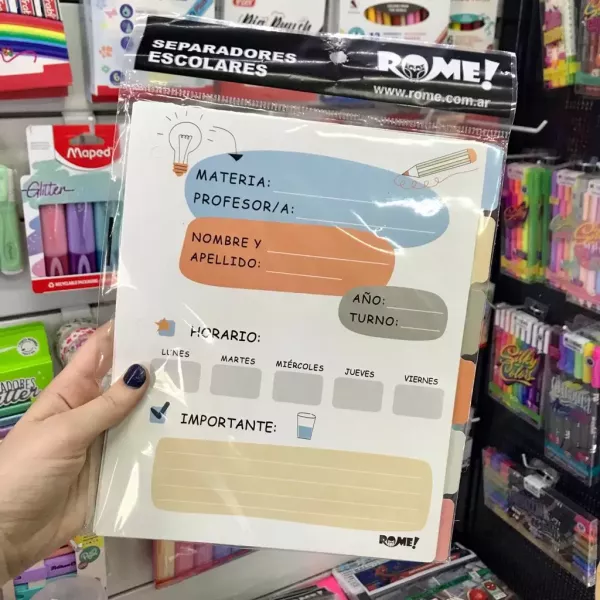 SEPARADORES
ESCOLARES
ROME!
www.rome.com.ar
MATERIA:
PROFESOR/A:
NOMBRE Y
APELLIDO:
AÑO:
TURNO:
HORARIO:
LUNES
MARTES
MIÉRCOLES
JUEVES
VIERNES
IMPORTANTE:
ROME!
Maped
Glitter